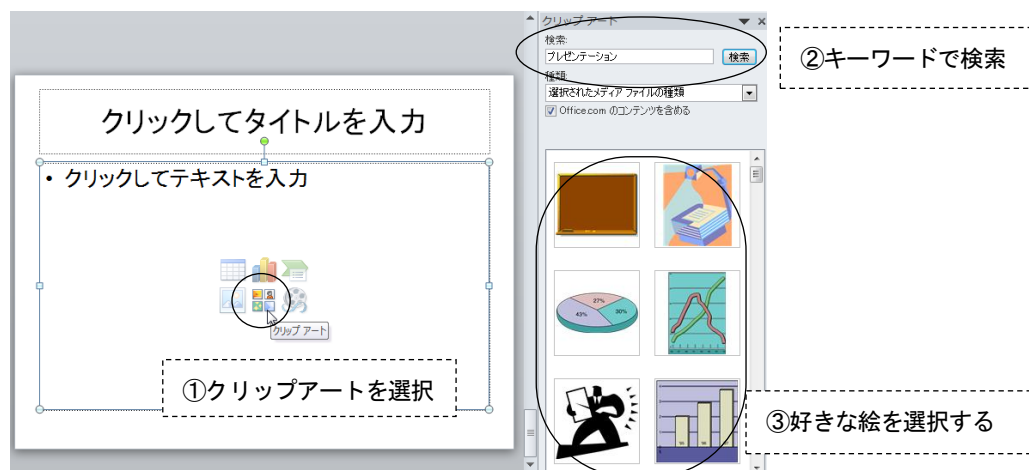 クリップ アート
検索:
プレゼンテーション
検索
種類:
選択されたメディア ファイルの種類
Office.com のコンテンツを含める
②キーワードで検索
クリックしてタイトルを入力
• クリックしてテキストを入力
クリップ アート
①クリップアートを選択
27%
43%
30%
③好きな絵を選択する